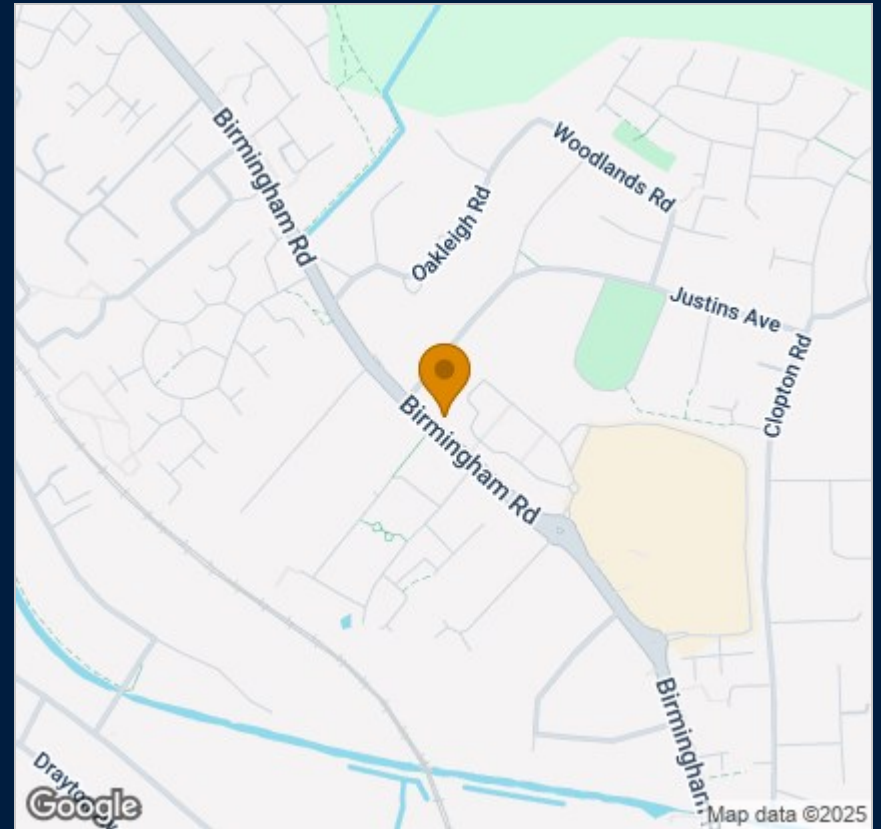 Birmingham Rd
Woodlands Rd
Oakleigh Rd
Justins Ave
Clopton Rd
Birmingham Rd
Birmingham
Google
Map data ©2025